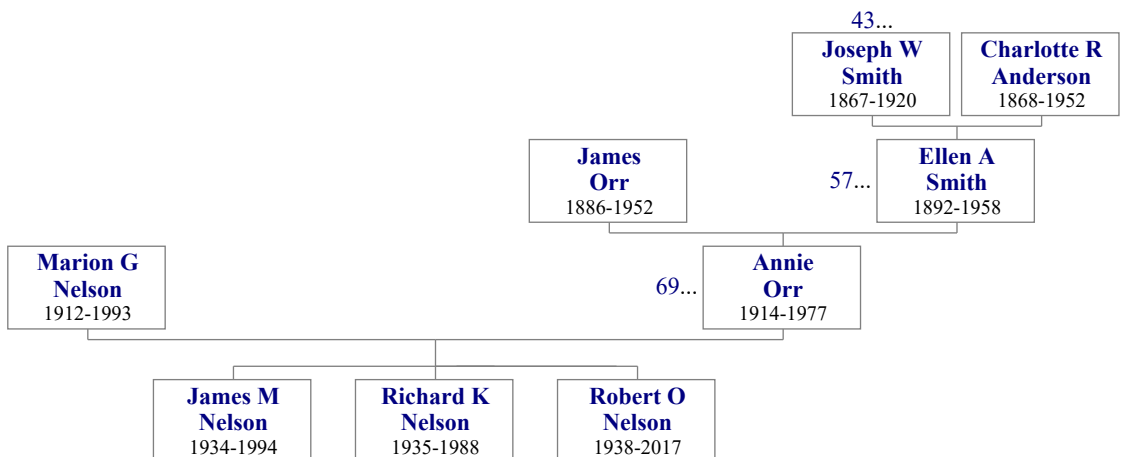 43...
Joseph W
Smith
1867-1920
Charlotte R
Anderson
1868-1952
James
Orr
1886-1952
57...
Ellen A
Smith
1892-1958
Marion G
Nelson
1912-1993
69...
Annie
Orr
1914-1977
James M
Nelson
1934-1994
Richard K
Nelson
1935-1988
Robert O
Nelson
1938-2017